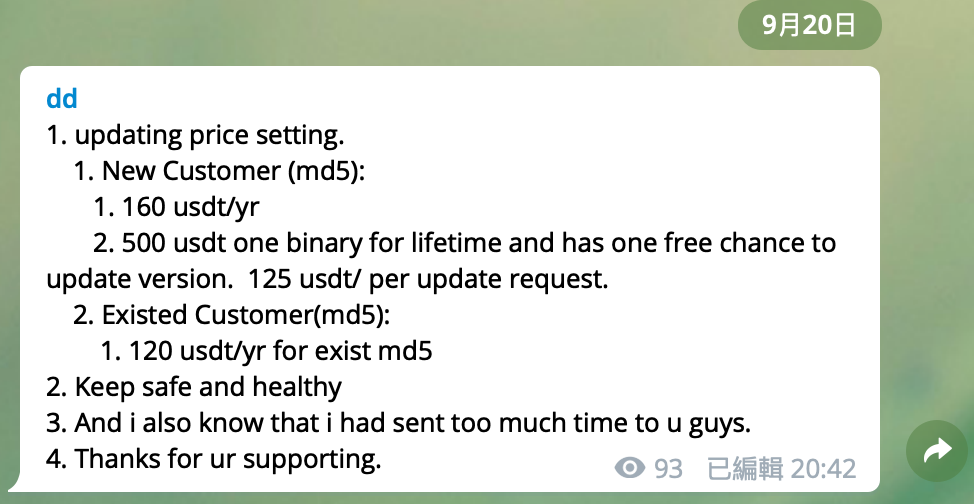 9月20日
dd
1. updating price setting.
1. New Customer (md5):
1. 160 usdt/yr
2. 500 usdt one binary for lifetime and has one free chance to
update version.  125 usdt/ per update request.
2. Existed Customer(md5):
1. 120 usdt/yr for exist md5
2. Keep safe and healthy
3. And i also know that i had sent too much time to u guys.
4. Thanks for ur supporting.
93 已編輯 20:42